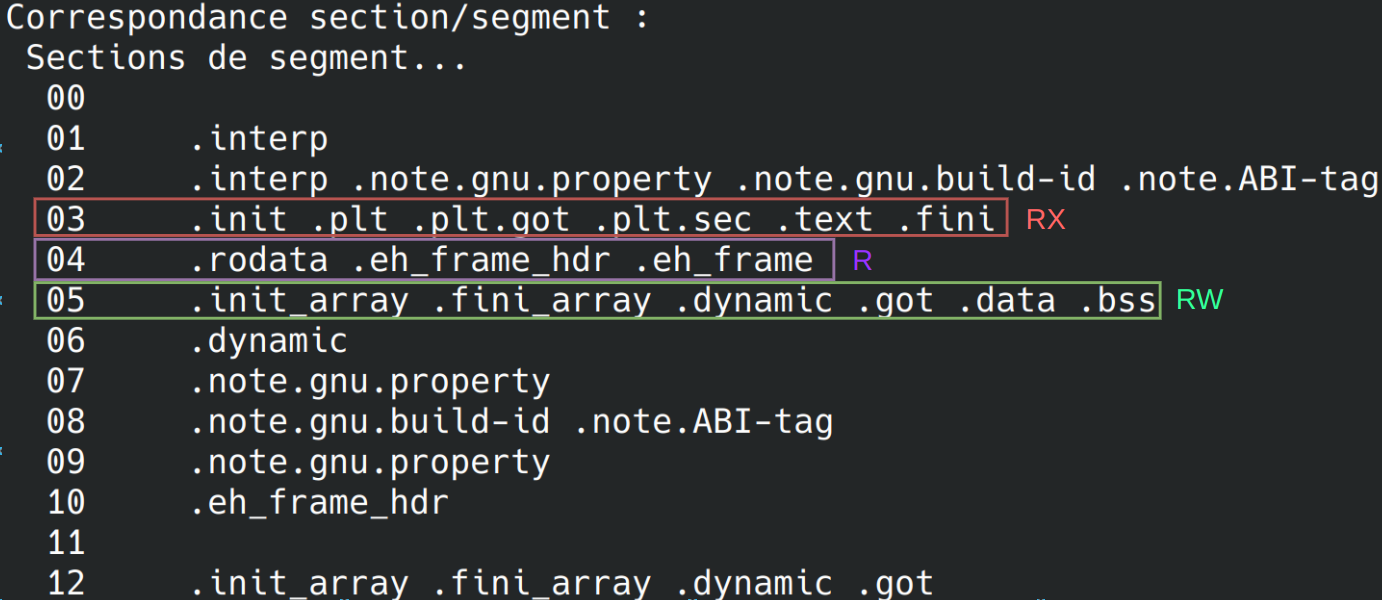 Correspondance section/segment :
Sections de segment...
00
01 .interp
02 .interp .note.gnu.property .note.gnu.build-id .note.ABI-tag
03 .init .plt .plt.got .plt.sec .text .fini RX
04 .rodata .eh_frame_hdr .eh_frame R
05 .init_array .fini_array .dynamic .got .data .bss RW
06 .dynamic
07 .note.gnu.property
08 .note.gnu.build-id .note.ABI-tag
09 .note.gnu.property
10 .eh_frame_hdr
11
12 .init_array .fini_array .dynamic .got